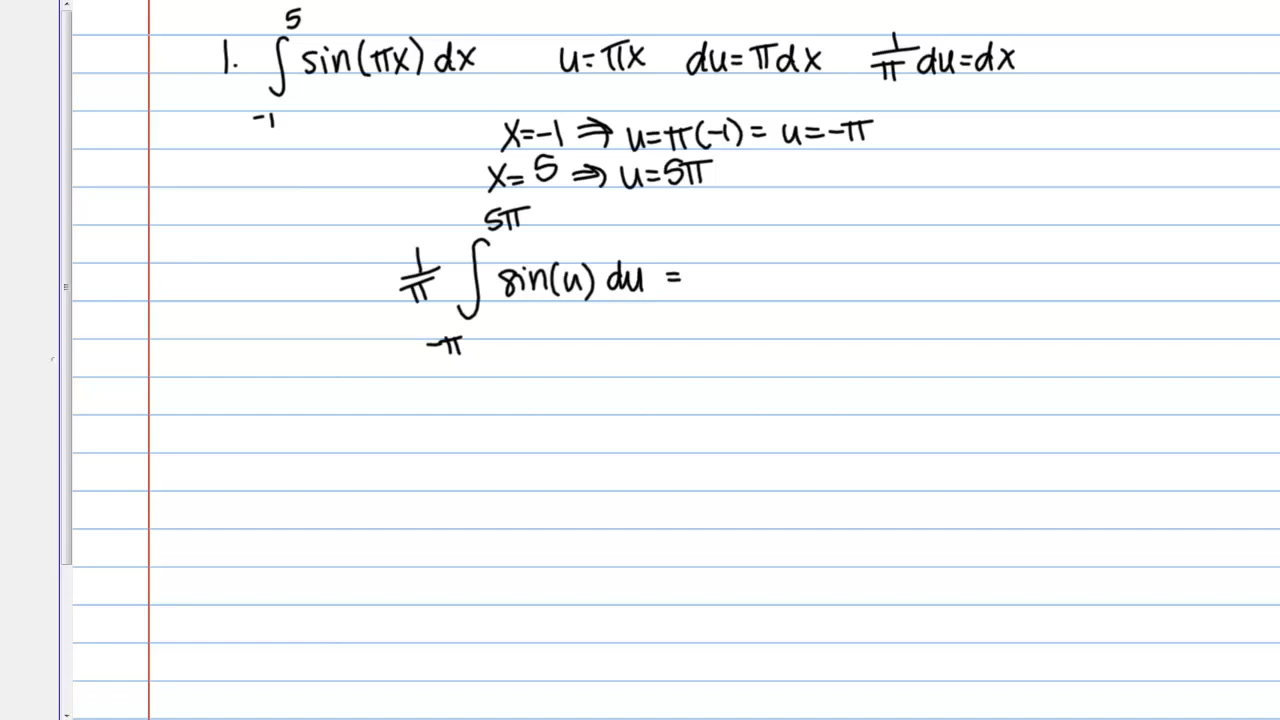 1. ∫_{-1}^{5} sin(πx) dx   u=πx   du=πdx   1/π du=dx
x=-1 ⇒ u=π(-1)= u=-π
x=5 ⇒ u=5π
1/π ∫_{-π}^{5π} sin(u) du =